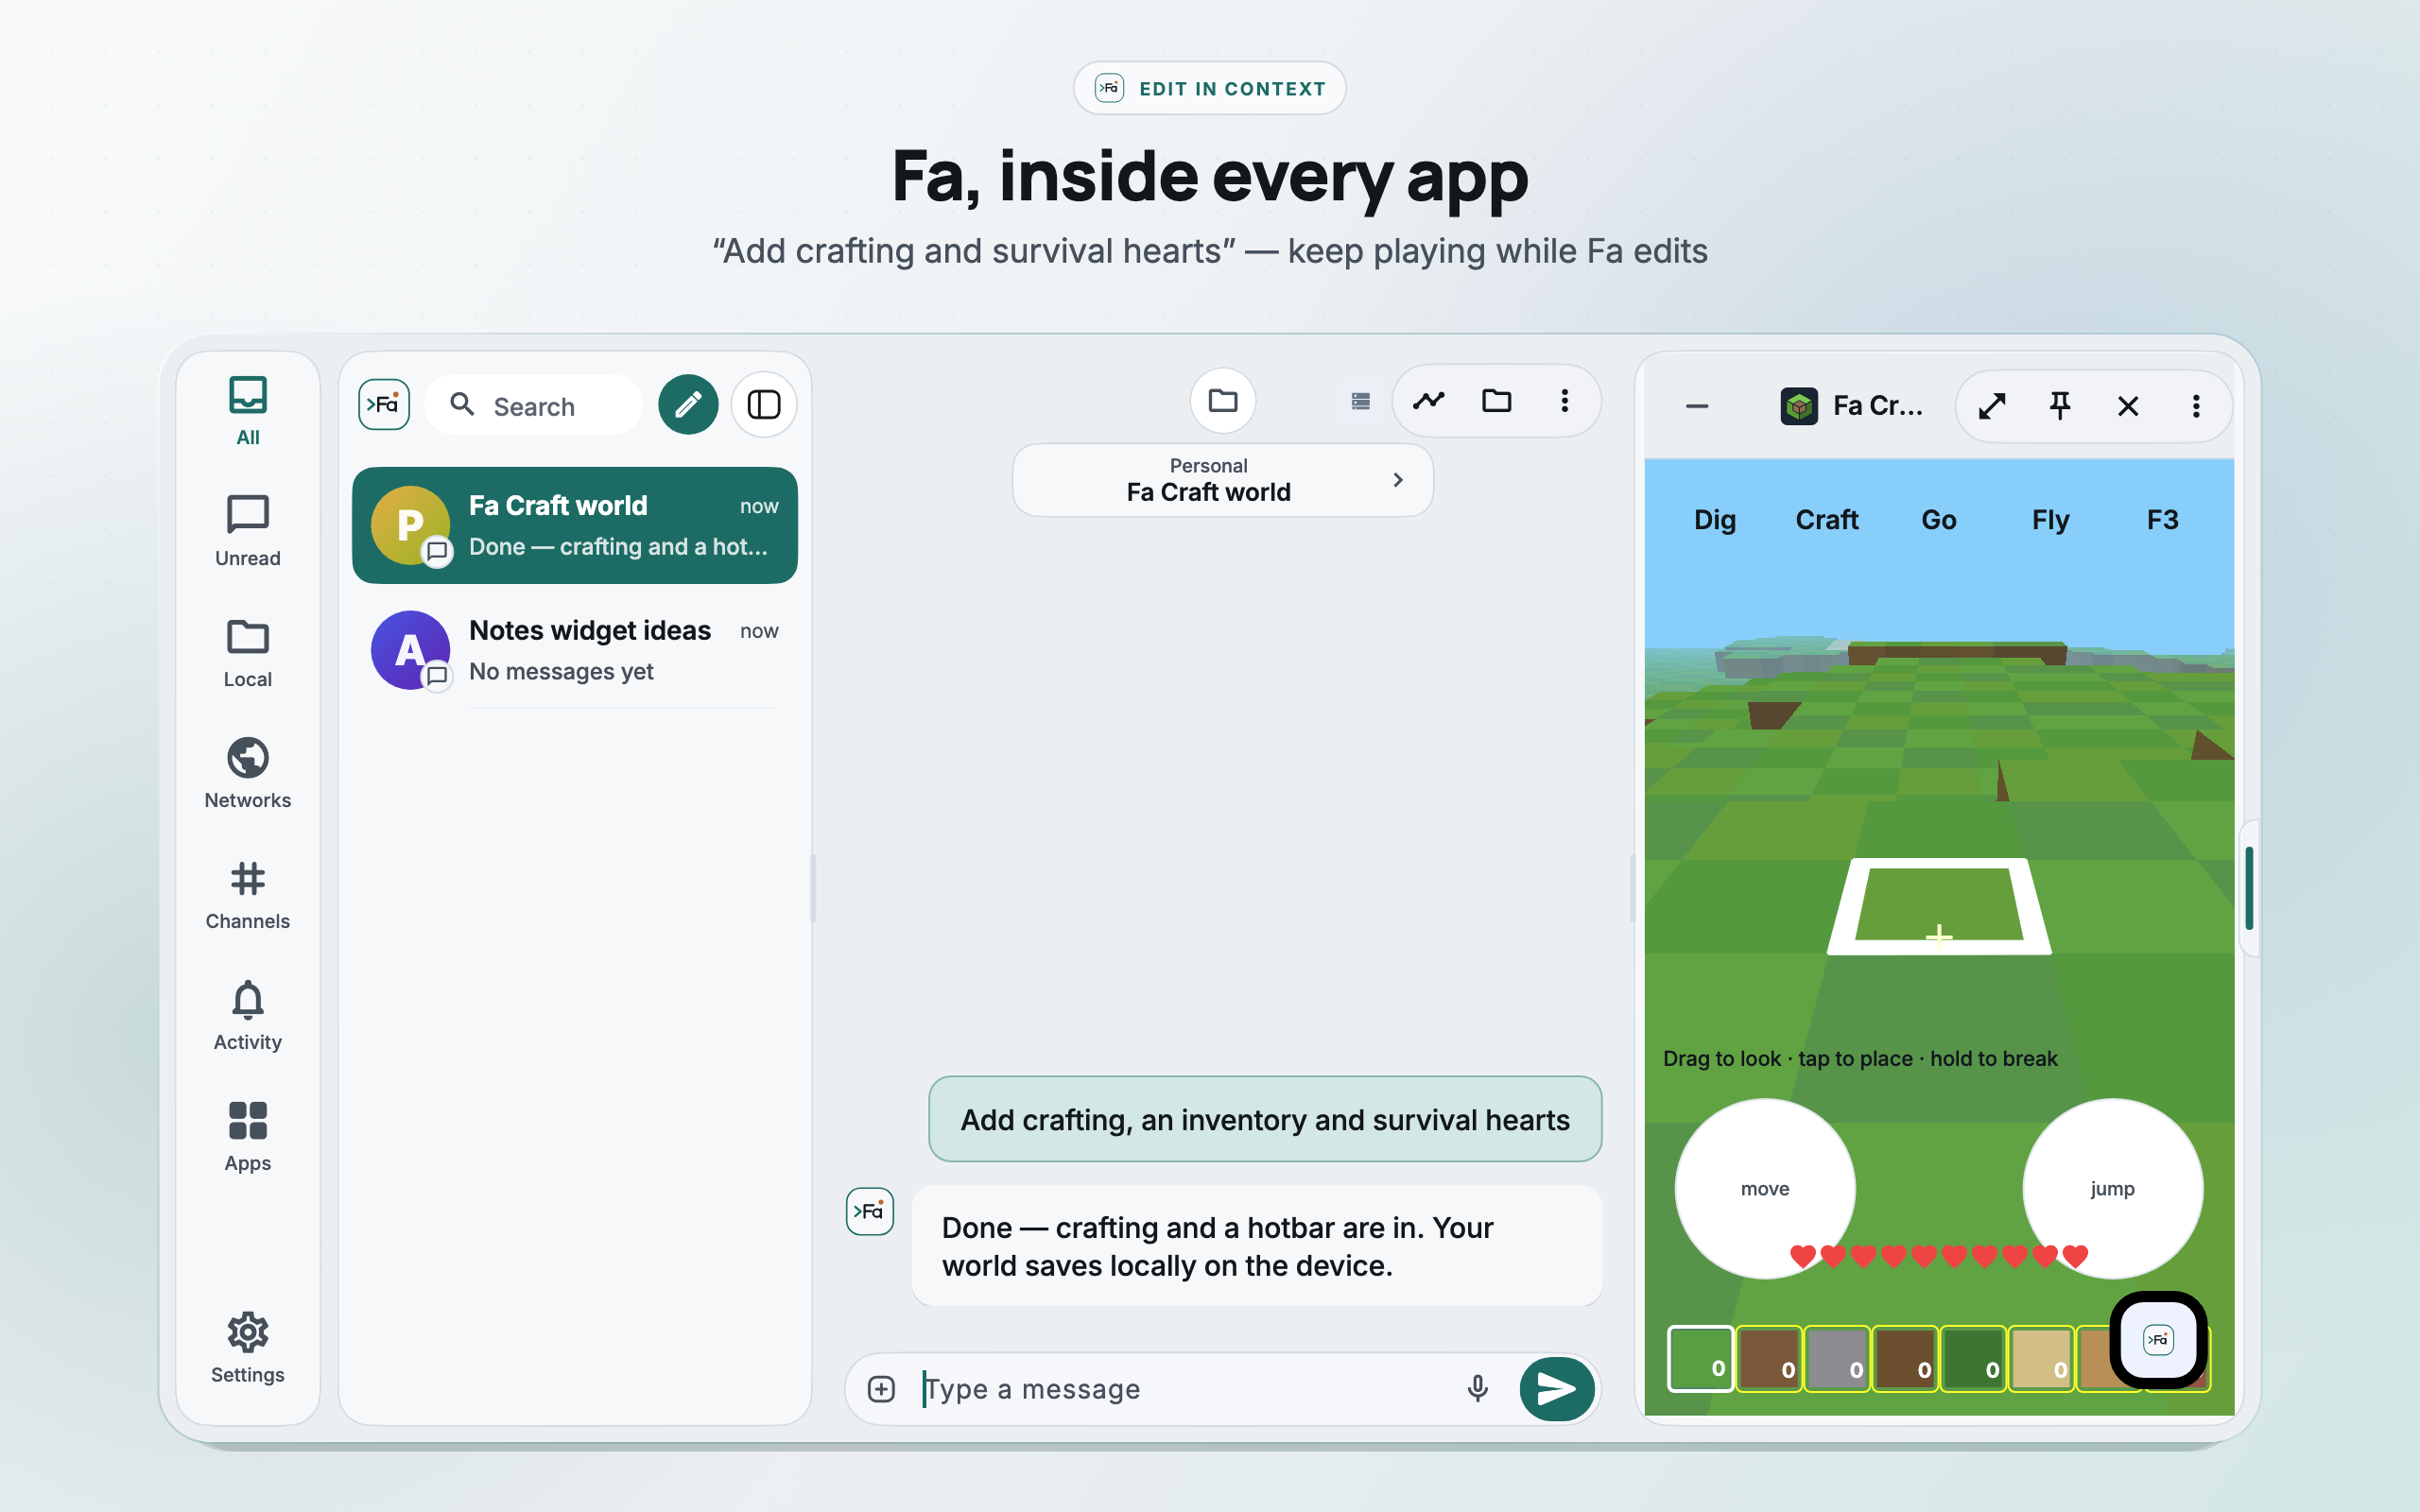 >Fa EDIT IN CONTEXT
Fa, inside every app
“Add crafting and survival hearts” — keep playing while Fa edits
All
Unread
Local
Networks
Channels
Activity
Apps
Settings
>Fa Search
P Fa Craft world now
Done — crafting and a hot...
A Notes widget ideas now
No messages yet
Personal
Fa Craft world
Add crafting, an inventory and survival hearts
>Fa
Done — crafting and a hotbar are in. Your
world saves locally on the device.
Type a message
Fa Cr...
Dig Craft Go Fly F3
Drag to look · tap to place · hold to break
move jump
0 0 0 0 0 0
>Fa